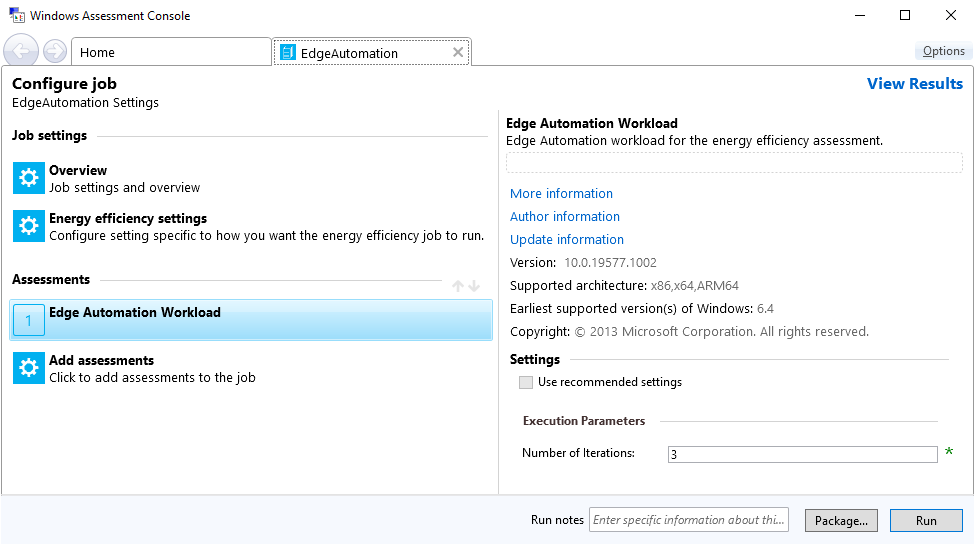 Windows Assessment Console
Home
EdgeAutomation
Options
Configure job
View Results
EdgeAutomation Settings
Job settings
Overview
Job settings and overview
Energy efficiency settings
Configure setting specific to how you want the energy efficiency job to run.
Assessments
1
Edge Automation Workload
Add assessments
Click to add assessments to the job
Edge Automation Workload
Edge Automation workload for the energy efficiency assessment.
More information
Author information
Update information
Version: 10.0.19577.1002
Supported architecture: x86,x64,ARM64
Earliest supported version(s) of Windows: 6.4
Copyright: © 2013 Microsoft Corporation. All rights reserved.
Settings
Use recommended settings
Execution Parameters
Number of Iterations: 3 *
Run notes Enter specific information about thi... Package... Run